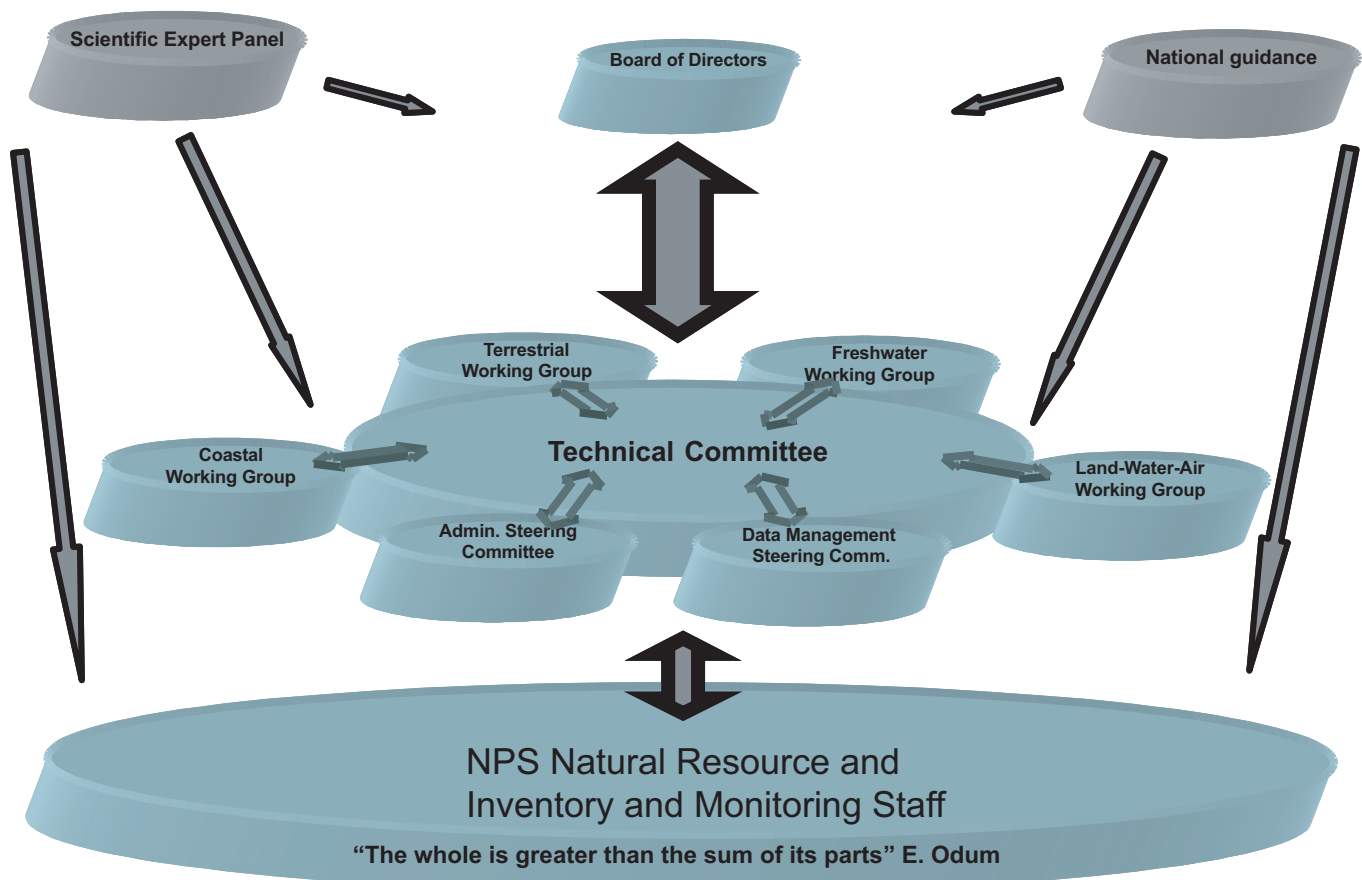 Scientific Expert Panel
Board of Directors
National guidance
Terrestrial
Working Group
Freshwater
Working Group
Coastal
Working Group
Technical Committee
Land-Water-Air
Working Group
Admin. Steering
Committee
Data Management
Steering Comm.
NPS Natural Resource and
Inventory and Monitoring Staff
“The whole is greater than the sum of its parts” E. Odum